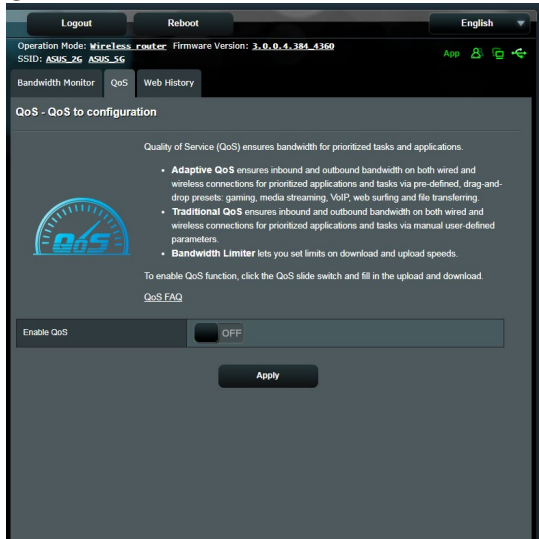 Logout Reboot English
Operation Mode: Wireless router Firmware Version: 3.0.0.4.384_4360
SSID: ASUS_2G ASUS_5G
App
Bandwidth Monitor QoS Web History
QoS - QoS to configuration
Quality of Service (QoS) ensures bandwidth for prioritized tasks and applications.
• Adaptive QoS ensures inbound and outbound bandwidth on both wired and
wireless connections for prioritized applications and tasks via pre-defined, drag-and-
drop presets: gaming, media streaming, VoIP, web surfing and file transferring.
• Traditional QoS ensures inbound and outbound bandwidth on both wired and
wireless connections for prioritized applications and tasks via manual user-defined
parameters.
• Bandwidth Limiter lets you set limits on download and upload speeds.
To enable QoS function, click the QoS slide switch and fill in the upload and download.
QoS FAQ
QoS
Enable QoS OFF
Apply